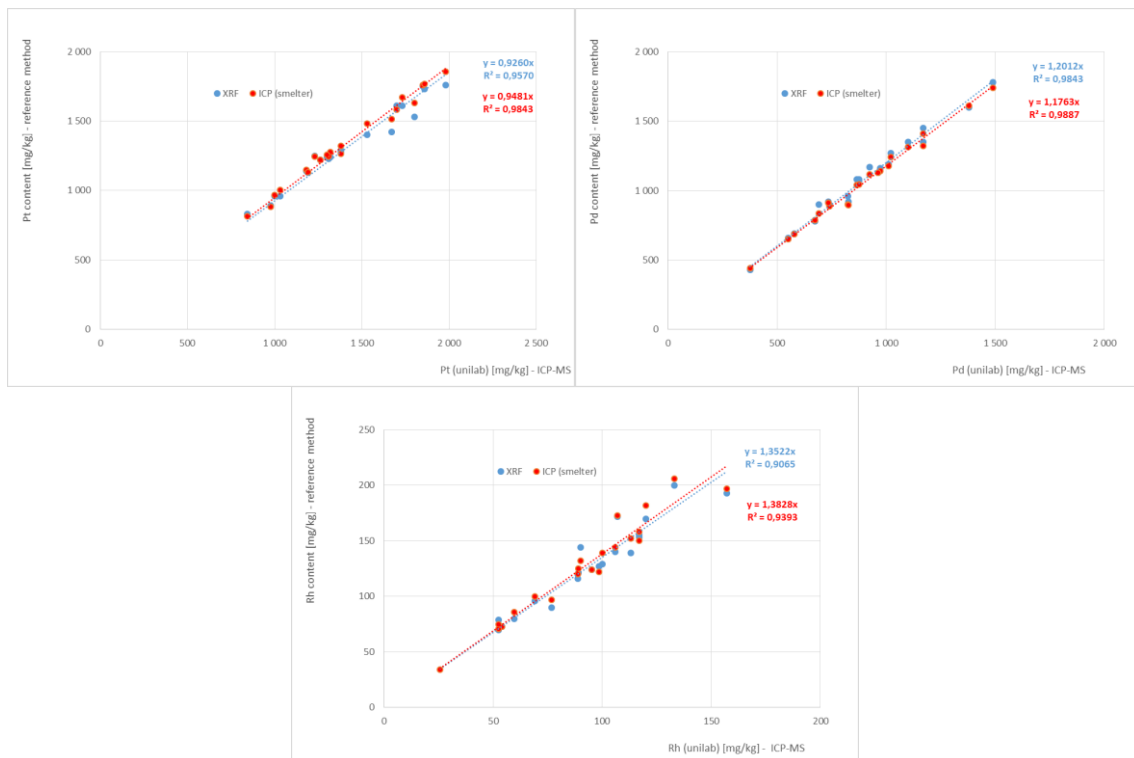 2 000
1 500
1 000
500
0
0
500
1 000
1 500
2 000
2 500
Pt content [mg/kg] - reference method
Pt (unilab) [mg/kg] - ICP-MS
XRF
ICP (smelter)
y = 0,9260x
R² = 0,9570
y = 0,9481x
R² = 0,9843
2 000
1 500
1 000
500
0
0
500
1 000
1 500
2 000
Pd content [mg/kg] - reference method
Pd (unilab) [mg/kg] - ICP-MS
XRF
ICP (smelter)
y = 1,2012x
R² = 0,9843
y = 1,1763x
R² = 0,9887
250
200
150
100
50
0
0
50
100
150
200
Rh content [mg/kg] - reference method
Rh (unilab) [mg/kg] - ICP-MS
XRF
ICP (smelter)
y = 1,3522x
R² = 0,9065
y = 1,3828x
R² = 0,9393